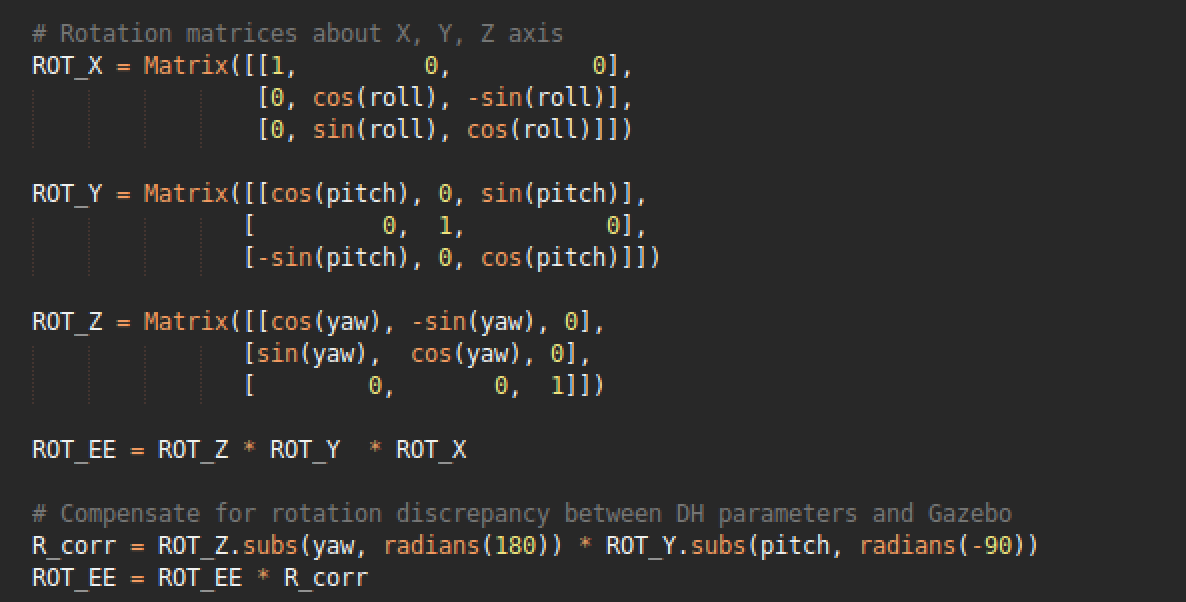 # Rotation matrices about X, Y, Z axis
ROT_X = Matrix([[1,         0,          0],
                [0, cos(roll), -sin(roll)],
                [0, sin(roll), cos(roll)]])
ROT_Y = Matrix([[cos(pitch), 0, sin(pitch)],
               [         0,  1,          0],
               [-sin(pitch), 0, cos(pitch)]])
ROT_Z = Matrix([[cos(yaw), -sin(yaw), 0],
               [sin(yaw),  cos(yaw), 0],
               [        0,       0,  1]])
ROT_EE = ROT_Z * ROT_Y  * ROT_X
# Compensate for rotation discrepancy between DH parameters and Gazebo
R_corr = ROT_Z.subs(yaw, radians(180)) * ROT_Y.subs(pitch, radians(-90))
ROT_EE = ROT_EE * R_corr